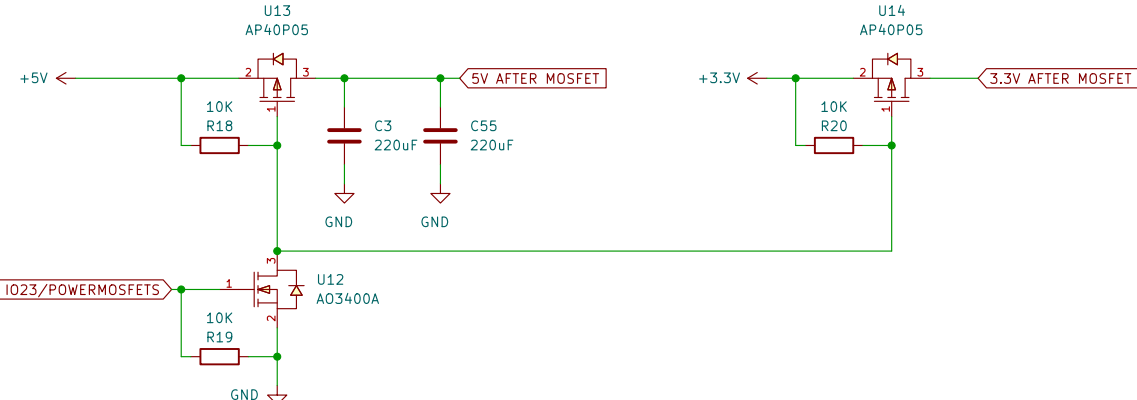 U13
AP40P05
U14
AP40P05
+5V
2
3
5V AFTER MOSFET
+3.3V
2
3
3.3V AFTER MOSFET
1
1
10K
R18
C3
220uF
C55
220uF
10K
R20
GND
GND
3
IO23/POWERMOSFETS
1
U12
AO3400A
2
10K
R19
GND